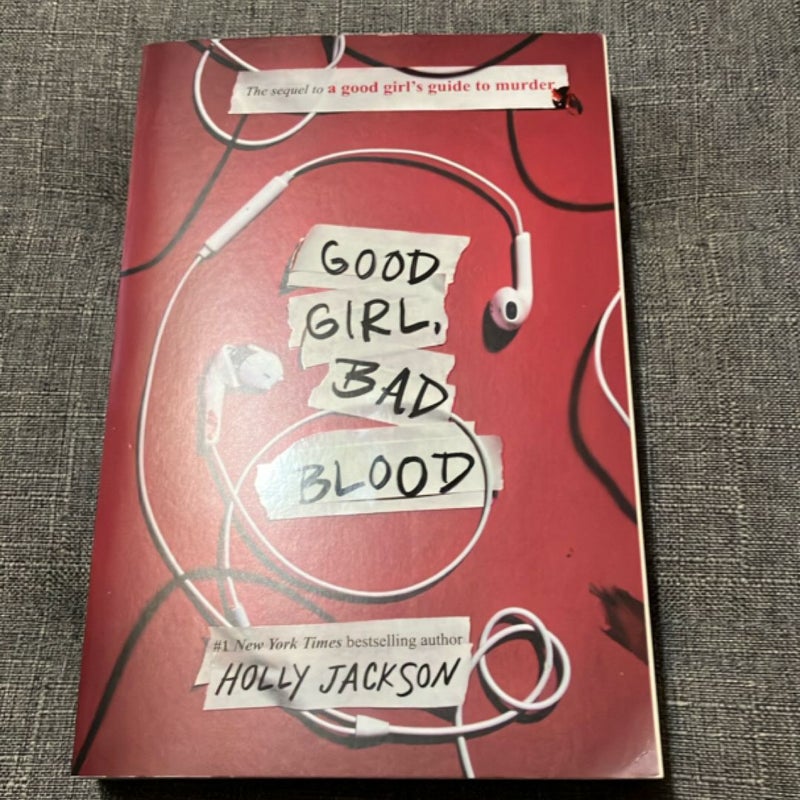 The sequel to a good girl's guide to murder
GOOD
GIRL,
BAD
BLOOD
#1 New York Times bestselling author
HOLLY JACKSON